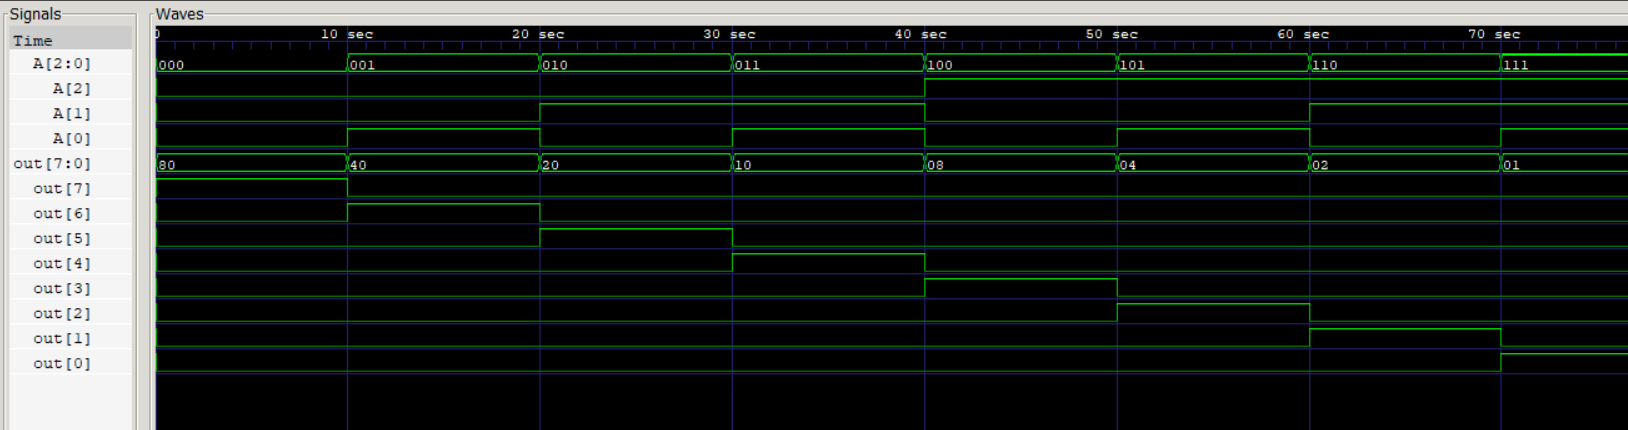 Signals Waves
Time 0 10 sec 20 sec 30 sec 40 sec 50 sec 60 sec 70 sec
A[2:0] 000 001 010 011 100 101 110 111
A[2]
A[1]
A[0]
out[7:0] 80 40 20 10 08 04 02 01
out[7]
out[6]
out[5]
out[4]
out[3]
out[2]
out[1]
out[0]